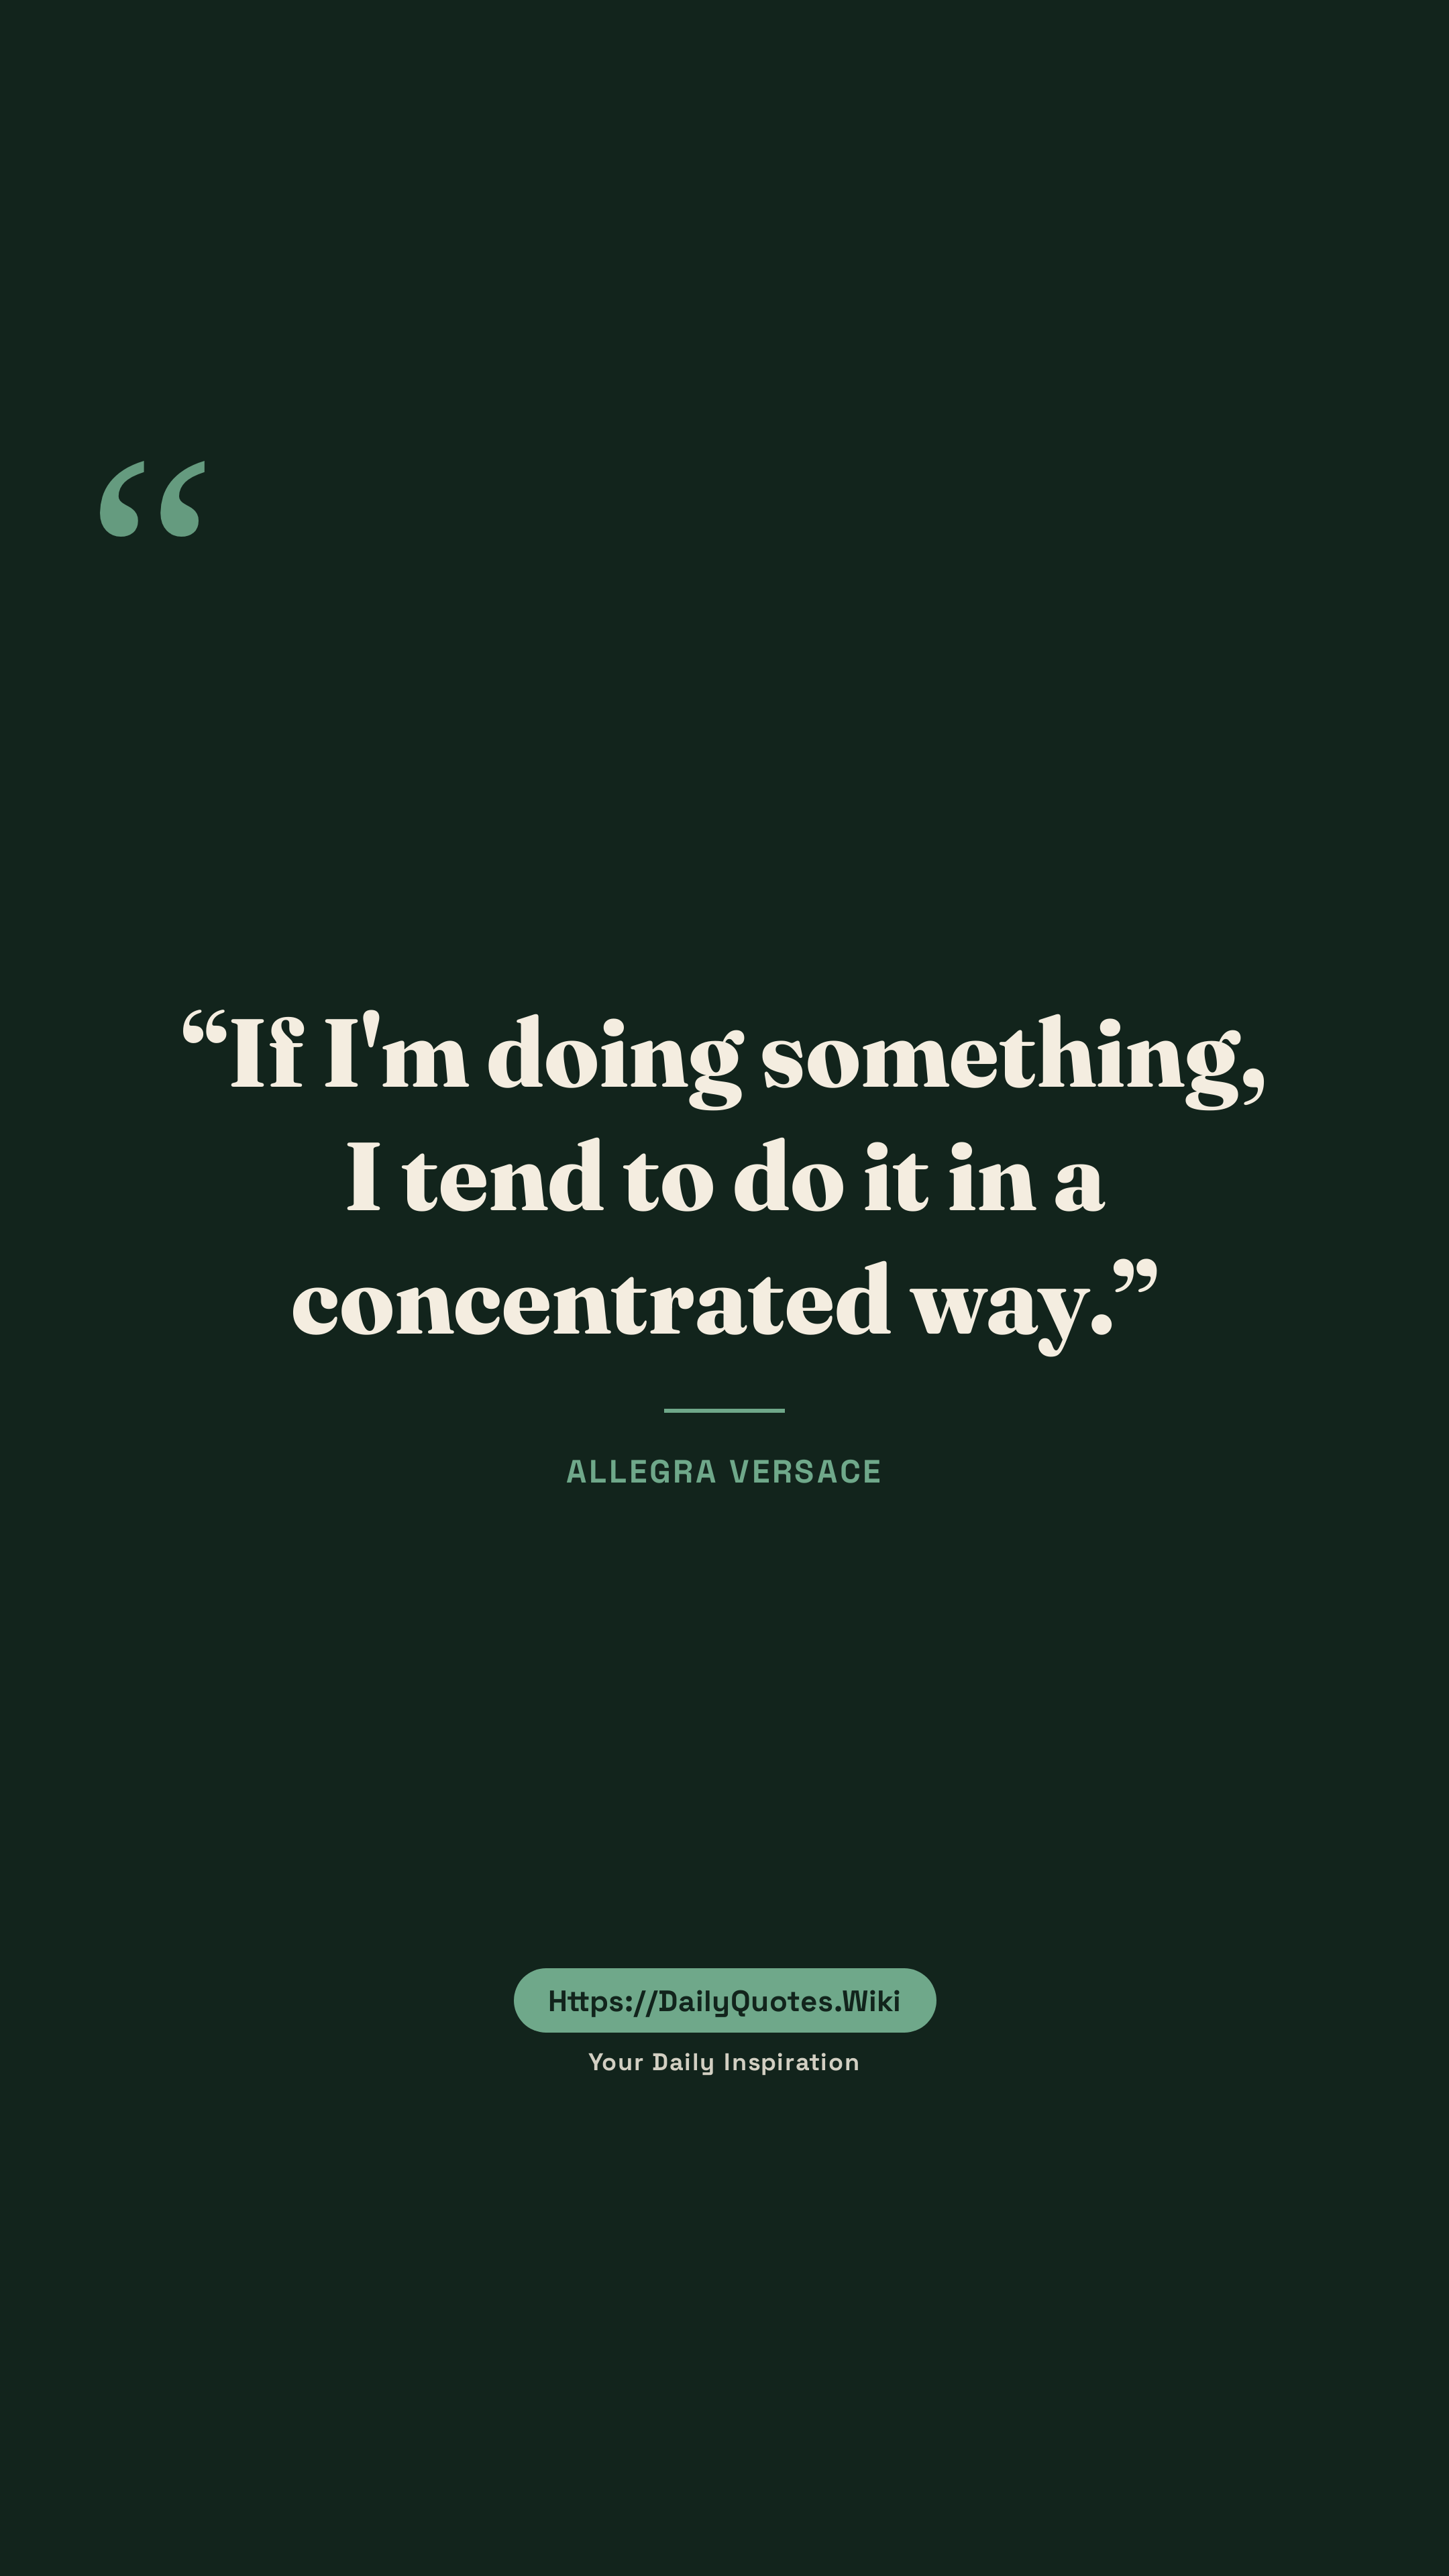 “
“If I'm doing something,
I tend to do it in a
concentrated way.”
ALLEGRA VERSACE
Https://DailyQuotes.Wiki
Your Daily Inspiration